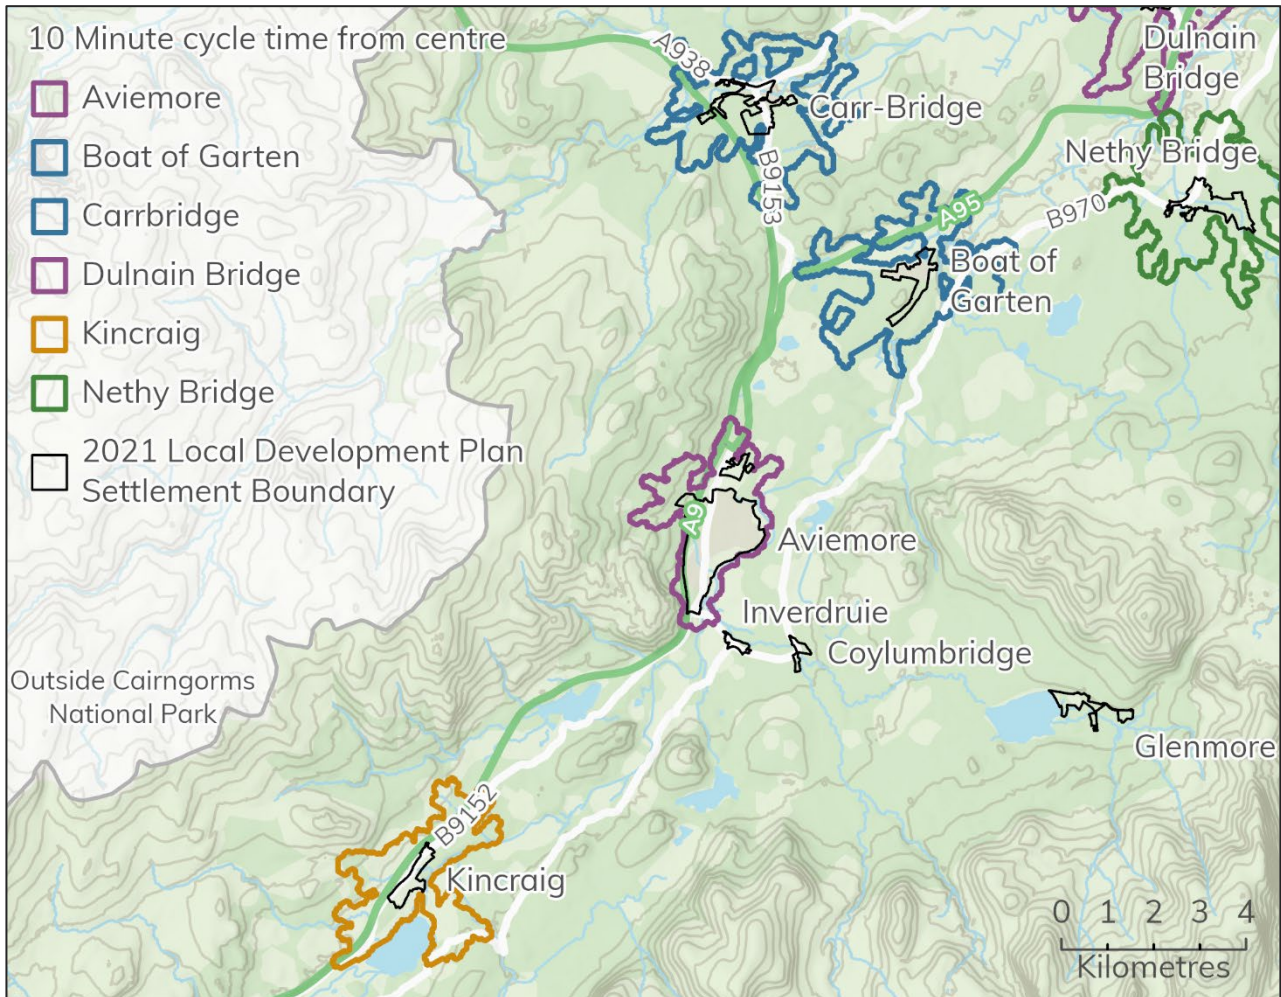 10 Minute cycle time from centre
Aviemore
Boat of Garten
Carrbridge
Dulnain Bridge
Kincraig
Nethy Bridge
2021 Local Development Plan
Settlement Boundary
A938
Carr-Bridge
B9153
Dulnain
Bridge
Nethy Bridge
B970
A95
Boat of
Garten
A9
Aviemore
Inverdruie
Coylumbridge
Glenmore
Outside Cairngorms
National Park
B9152
Kincraig
0 1 2 3 4
Kilometres